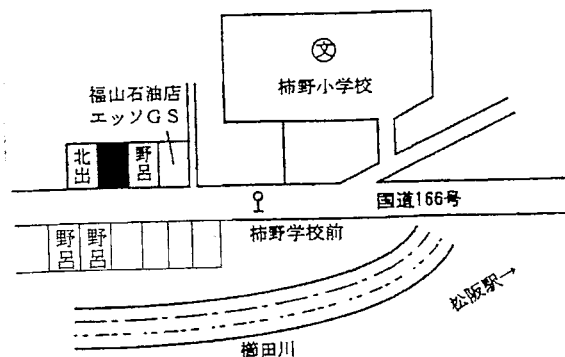 文
柿野小学校
福山石油店
エッソGS
北出
野呂
国道166号
野呂
野呂
柿野学校前
松阪駅→
櫛田川